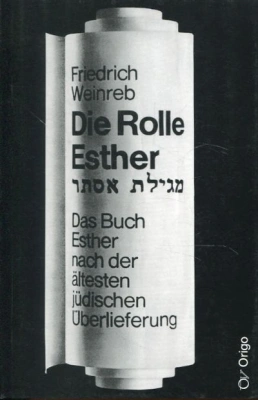 Friedrich
Weinreb
Die Rolle
Esther
מגילת אסתר
Das Buch
Esther
nach der
ältesten
jüdischen
Überlieferung
Origo